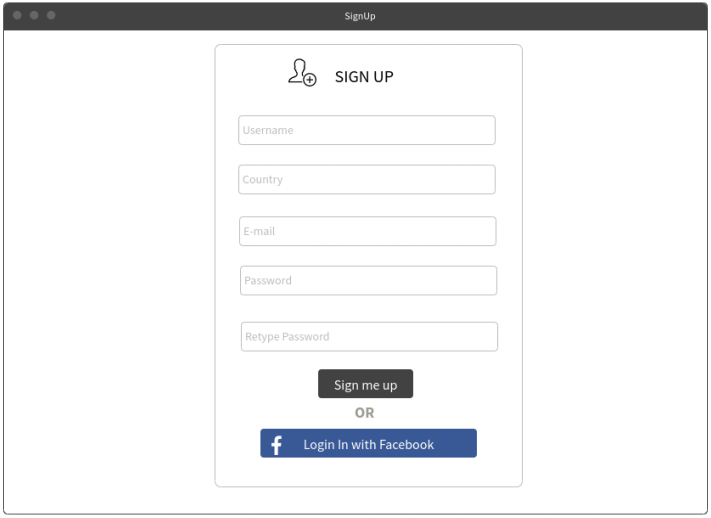 SignUp
SIGN UP
Username
Country
E-mail
Password
Retype Password
Sign me up
OR
Login In with Facebook